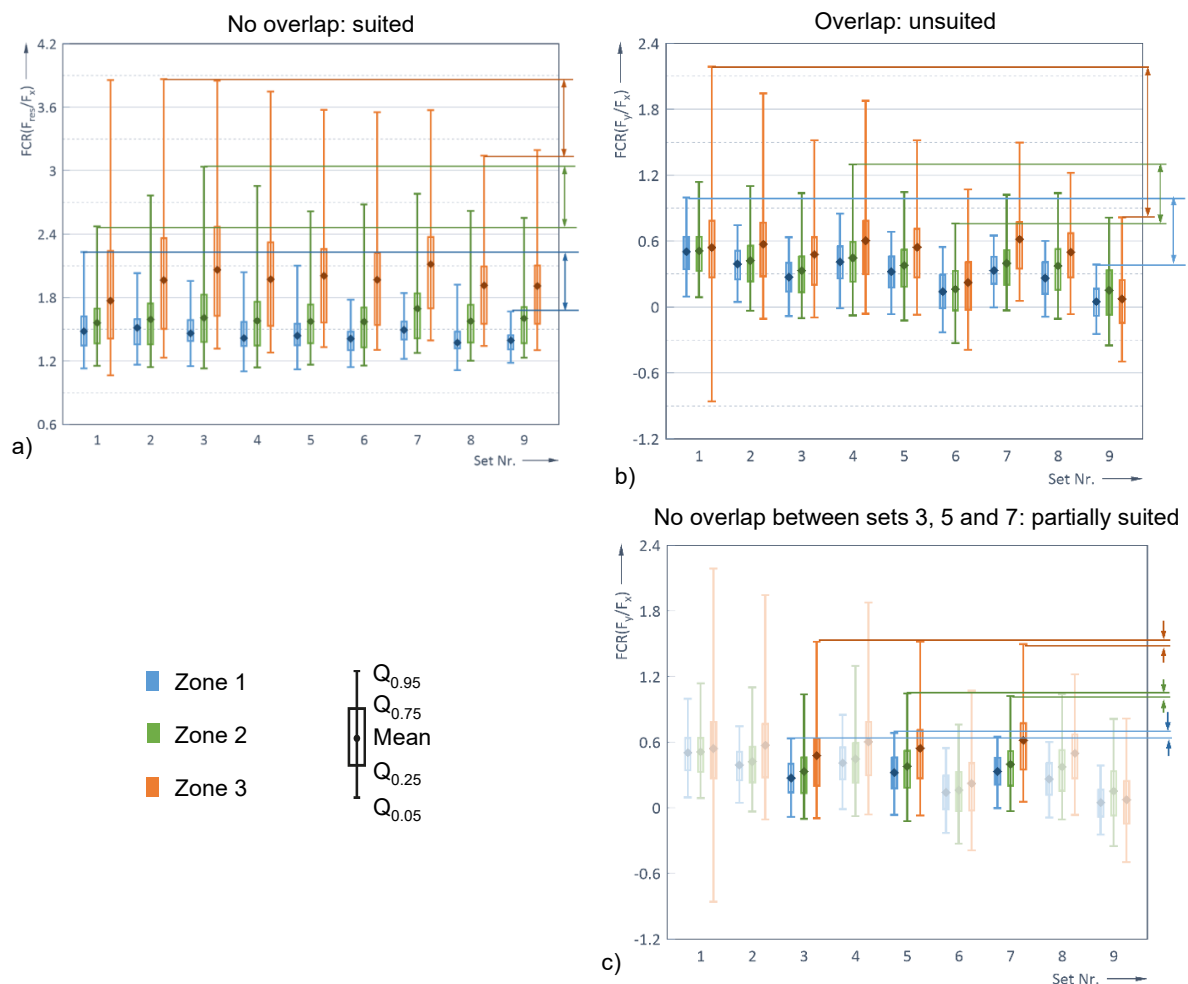 No overlap: suited
4.2
3.6
3
2.4
1.8
1.2
0.6
FCR(Fres/Fx)
1 2 3 4 5 6 7 8 9
Set Nr.
a)
Overlap: unsuited
2.4
1.8
1.2
0.6
0
-0.6
-1.2
FCR(Fy/Fx)
1 2 3 4 5 6 7 8 9
Set Nr.
b)
No overlap between sets 3, 5 and 7: partially suited
2.4
1.8
1.2
0.6
0
-0.6
-1.2
FCR(Fy/Fx)
1 2 3 4 5 6 7 8 9
Set Nr.
c)
Zone 1
Zone 2
Zone 3
Q0.95
Q0.75
Mean
Q0.25
Q0.05